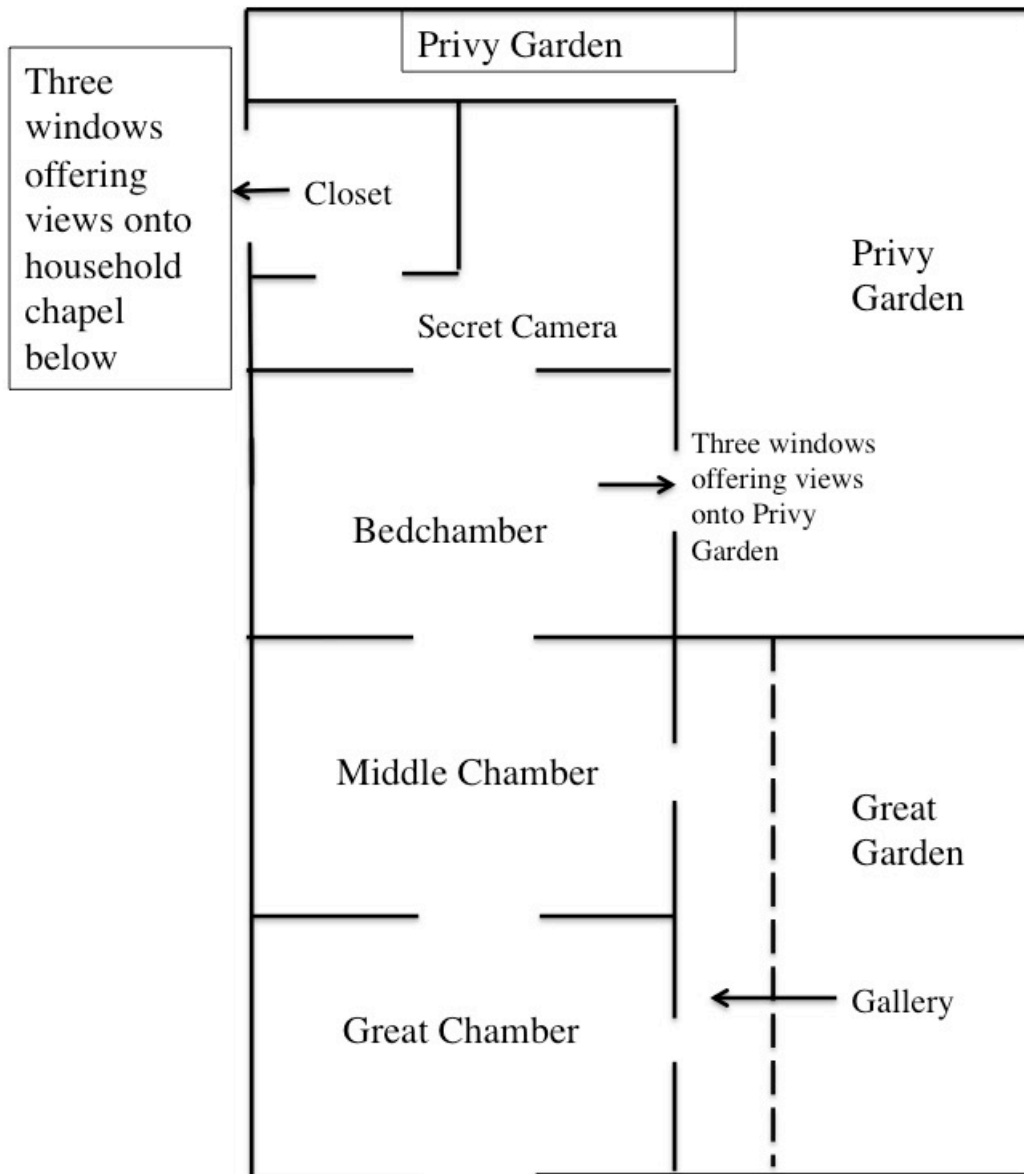 Privy Garden
Three
windows
offering
views onto
household
chapel
below
Closet
Privy
Garden
Secret Camera
Three windows
offering views
onto Privy
Garden
Bedchamber
Middle Chamber
Great
Garden
Gallery
Great Chamber